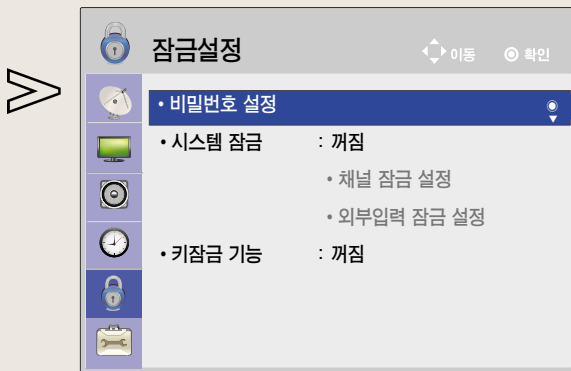 잠금설정 이동 확인
• 비밀번호 설정
• 시스템 잠금 : 꺼짐
• 채널 잠금 설정
• 외부입력 잠금 설정
• 키잠금 기능 : 꺼짐